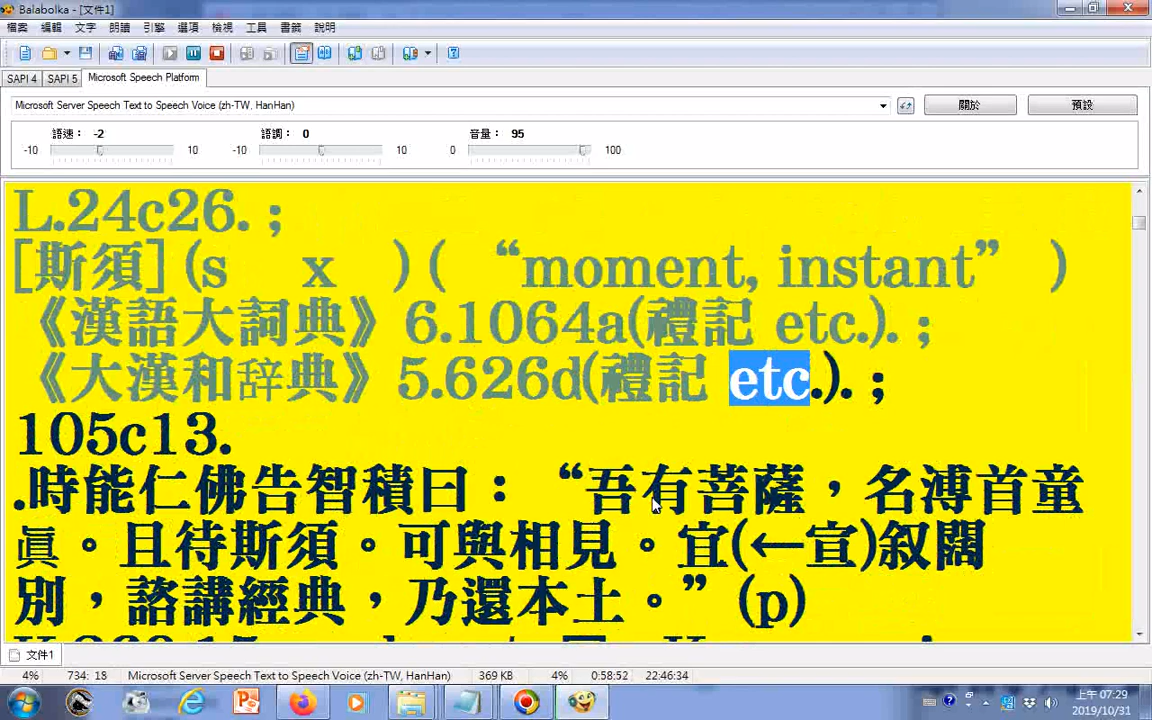 Balabolka - [文件1]
檔案 編輯 文字 朗讀 引擎 選項 檢視 工具 書籤 說明
SAPI 4 SAPI 5 Microsoft Speech Platform
Microsoft Server Speech Text to Speech Voice (zh-TW, HanHan) 關於 預設
語速: -2 語調: 0 音量: 95
-10 10 -10 10 0 100
L.24c26. ;
[斯須] (s x ) ( “moment, instant” )
《漢語大詞典》 6.1064a(禮記 etc.). ;
《大漢和辞典》 5.626d(禮記 etc.). ;
105c13.
.時能仁佛告智積曰：“吾有菩薩，名溥首童
眞。且待斯須。可與相見。宜(←宣)叙闊
別，諮講經典，乃還本土。” (p)
文件1
4% 734: 18 Microsoft Server Speech Text to Speech Voice (zh-TW, HanHan) 369 KB 4% 0:58:52 22:46:34
上午 07:29
2019/10/31